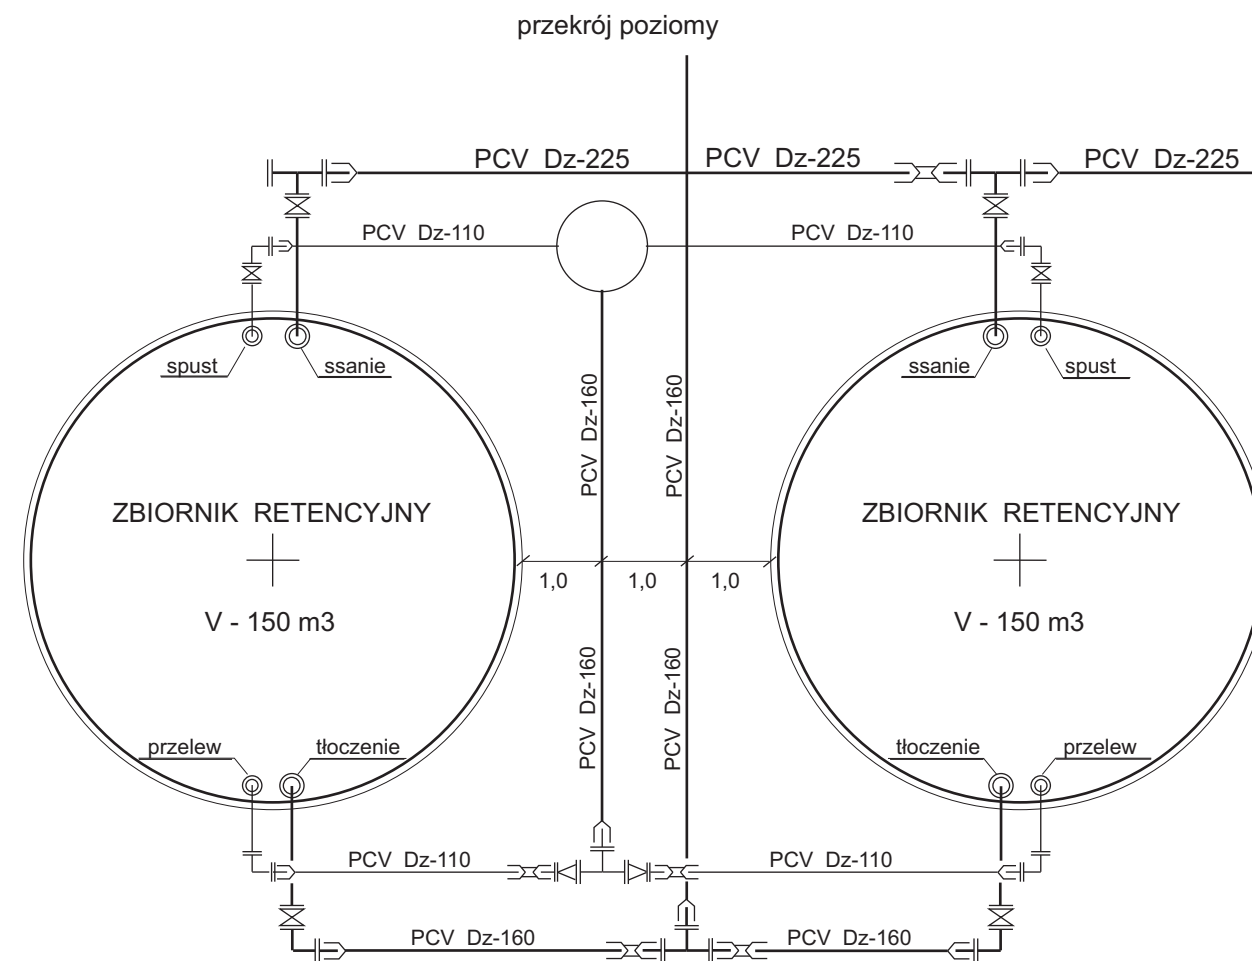 przekrój poziomy
PCV Dz-225
PCV Dz-225
PCV Dz-225
PCV Dz-110
PCV Dz-110
spust
ssanie
ssanie
spust
PCV Dz-160
PCV Dz-160
ZBIORNIK RETENCYJNY
ZBIORNIK RETENCYJNY
1,0
1,0
1,0
V - 150 m3
V - 150 m3
PCV Dz-160
PCV Dz-160
przelew
tłoczenie
tłoczenie
przelew
PCV Dz-110
PCV Dz-110
PCV Dz-160
PCV Dz-160